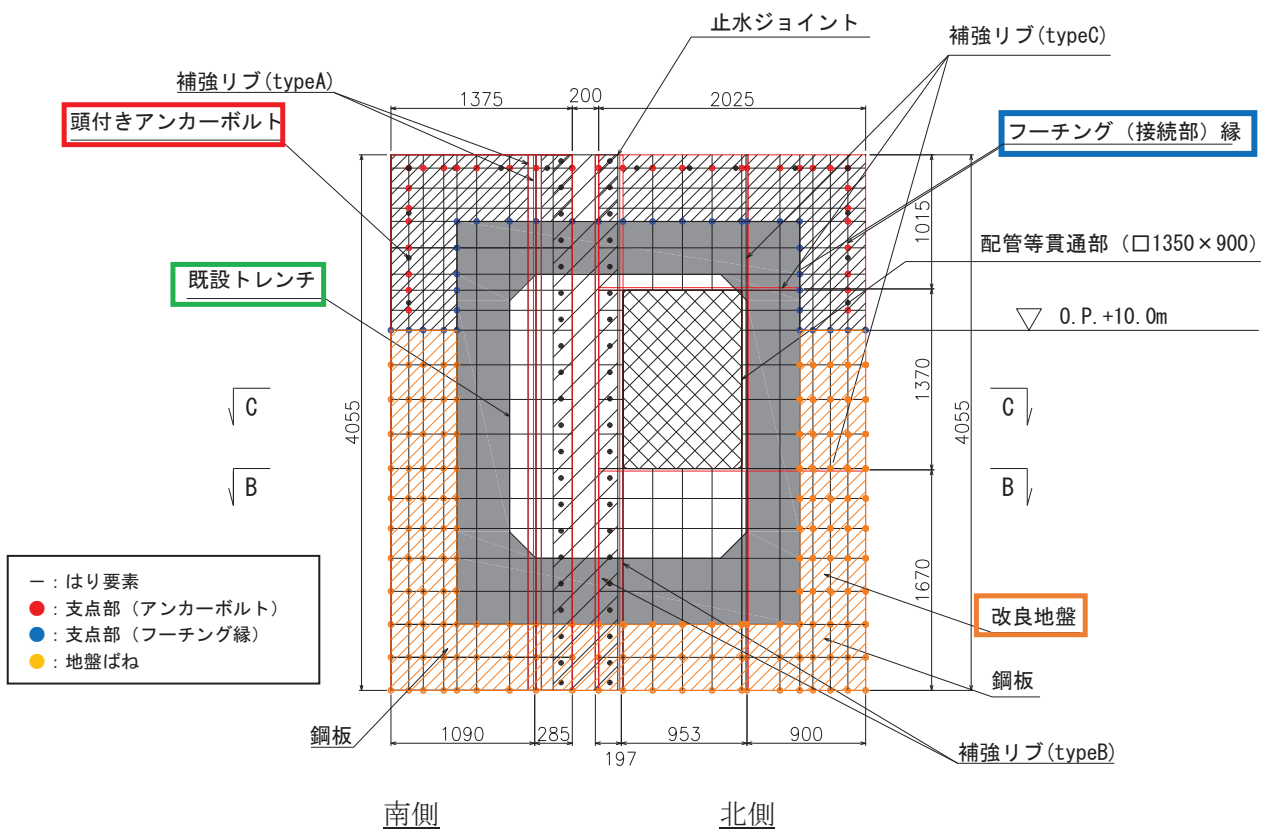 止水ジョイント
補強リブ(typeC)
補強リブ(typeA)
1375
200
2025
頭付きアンカーボルト
フーチング（接続部）縁
1015
配管等貫通部（□1350×900）
既設トレンチ
▽ O.P.+10.0m
4055
1370
4055
C
C
B
B
1670
－：はり要素
●：支点部（アンカーボルト）
●：支点部（フーチング縁）
●：地盤ばね
改良地盤
鋼板
鋼板
1090
285
953
900
197
補強リブ(typeB)
南側
北側